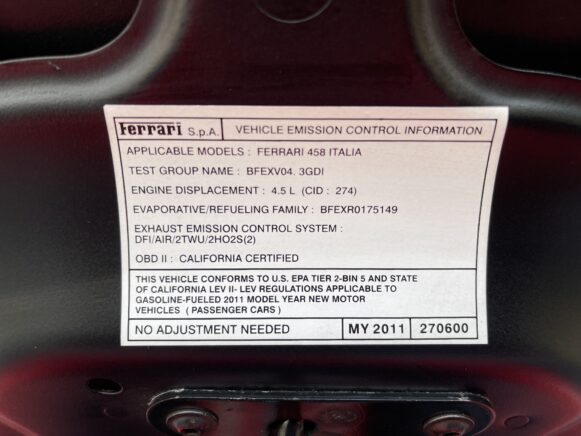 Ferrari S.p.A. VEHICLE EMISSION CONTROL INFORMATION
APPLICABLE MODELS : FERRARI 458 ITALIA
TEST GROUP NAME : BFEXV04. 3GDI
ENGINE DISPLACEMENT : 4.5 L (CID : 274)
EVAPORATIVE/REFUELING FAMILY : BFEXR0175149
EXHAUST EMISSION CONTROL SYSTEM :
DFI/AIR/2TWU/2HO2S(2)
OBD II : CALIFORNIA CERTIFIED
THIS VEHICLE CONFORMS TO U.S. EPA TIER 2-BIN 5 AND STATE
OF CALIFORNIA LEV II- LEV REGULATIONS APPLICABLE TO
GASOLINE-FUELED 2011 MODEL YEAR NEW MOTOR
VEHICLES ( PASSENGER CARS )
NO ADJUSTMENT NEEDED MY 2011 270600